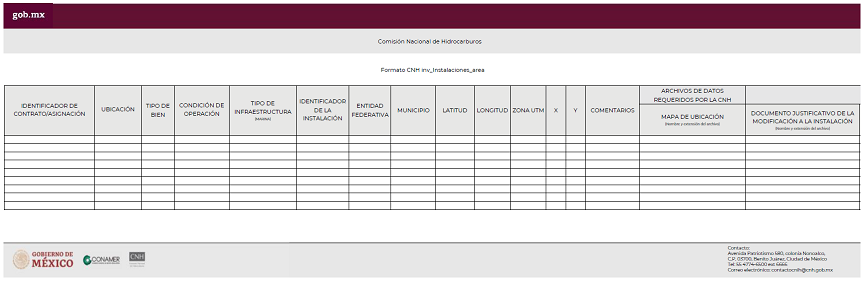 gob.mx
Comisión Nacional de Hidrocarburos
Formato CNH inv_Instalaciones_area
IDENTIFICADOR DE
CONTRATO/ASIGNACIÓN
UBICACIÓN
TIPO DE
BIEN
CONDICIÓN DE
OPERACIÓN
TIPO DE
INFRAESTRUCTURA
IDENTIFICADOR
DE LA
INSTALACIÓN
ENTIDAD
FEDERATIVA
MUNICIPIO
LATITUD
LONGITUD
ZONA UTM
X
Y
COMENTARIOS
ARCHIVOS DE DATOS
REQUERIDOS POR LA CNH
MAPA DE UBICACIÓN
(Nombre y extensión del archivo)
DOCUMENTO JUSTIFICATIVO DE LA
MODIFICACIÓN A LA INSTALACIÓN
(Nombre y extensión del archivo)
GOBIERNO DE
MÉXICO
CONAMER
CNH
Contacto:
Avenida Patriotismo 580, colonia Nonoalco,
C.P. 03700, Benito Juárez, Ciudad de México
Tel: 55 4774-6500 ext 6666
Correo electrónico: contactocnih@cnh.gob.mx